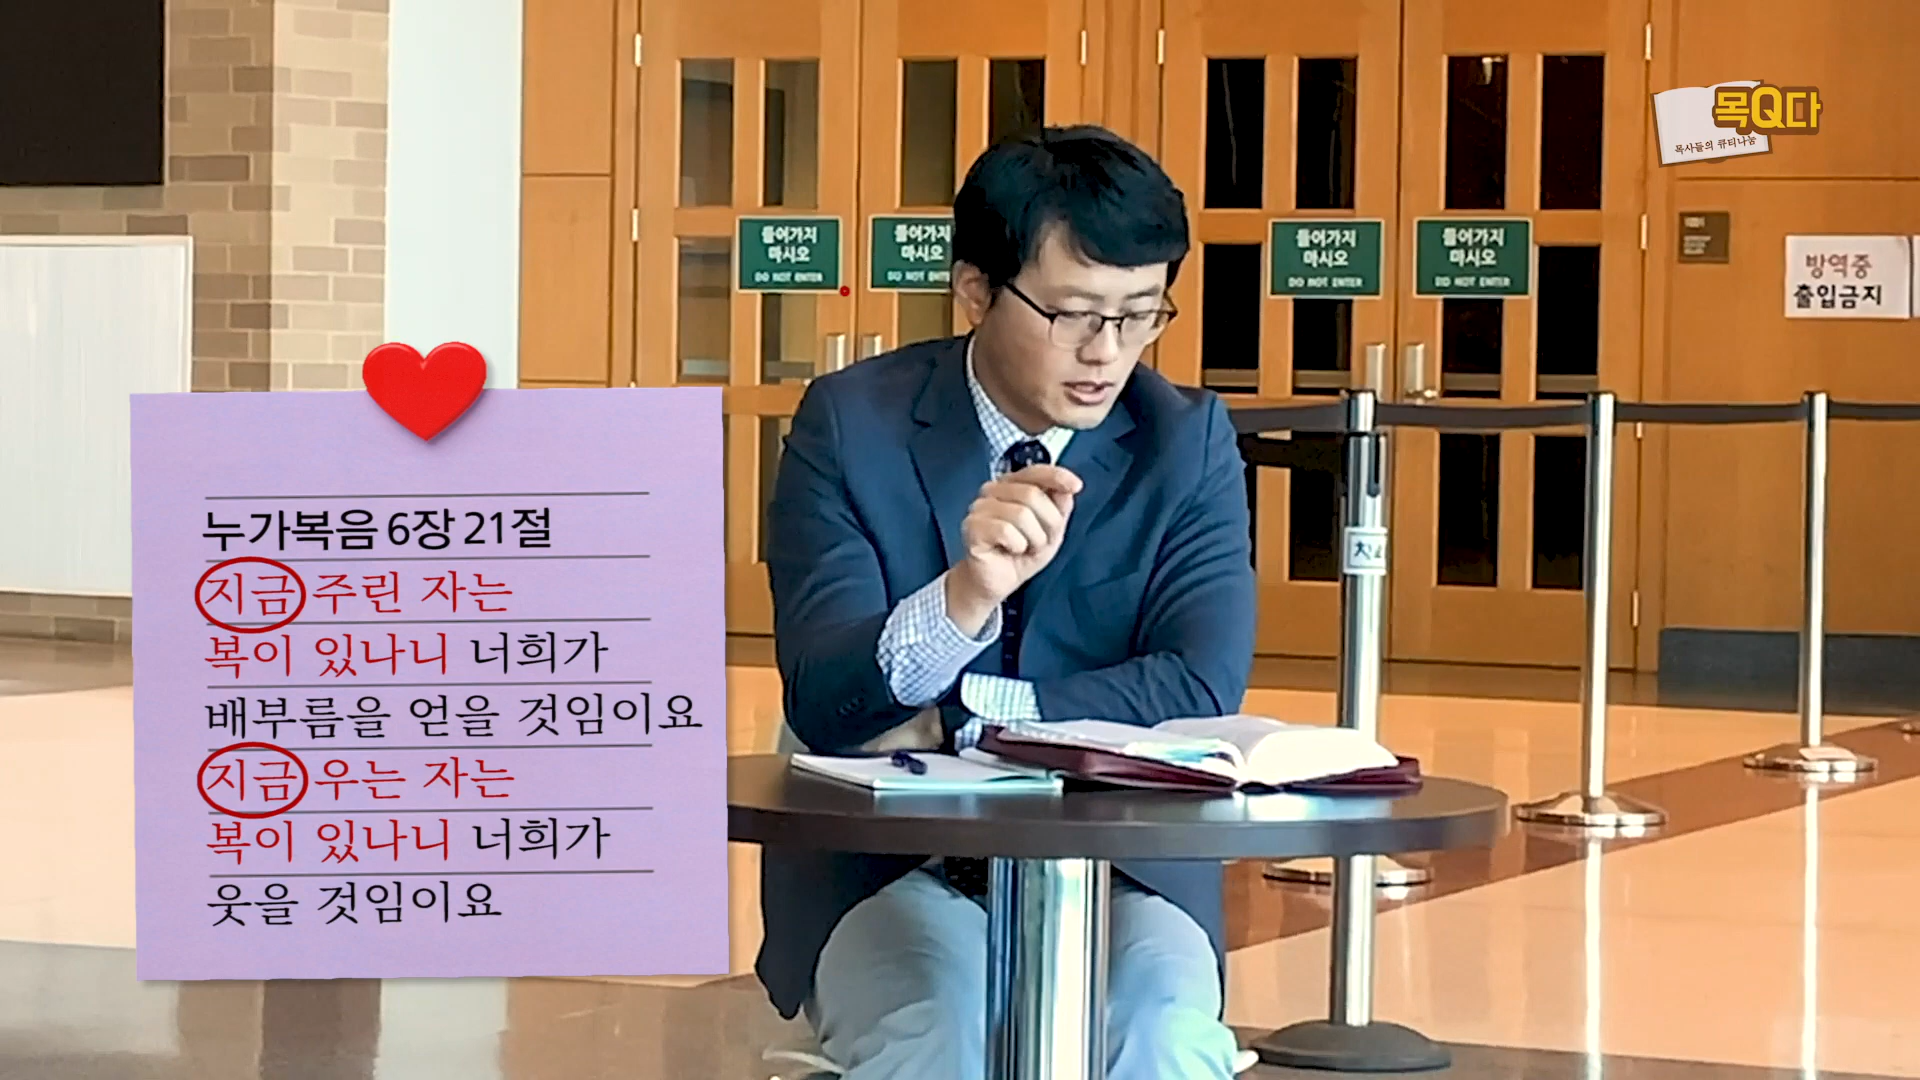 목Q다
목사들의 큐티나눔
들어가지
마시오
DO NOT ENTER
들어가지
마시오
DO NOT
들어가지
마시오
DO NOT ENTER
들어가지
마시오
DO NOT ENTER
방역중
출입금지
누가복음 6장 21절
지금 주린 자는
복이 있나니 너희가
배부름을 얻을 것임이요
지금 우는 자는
복이 있나니 너희가
웃을 것임이요